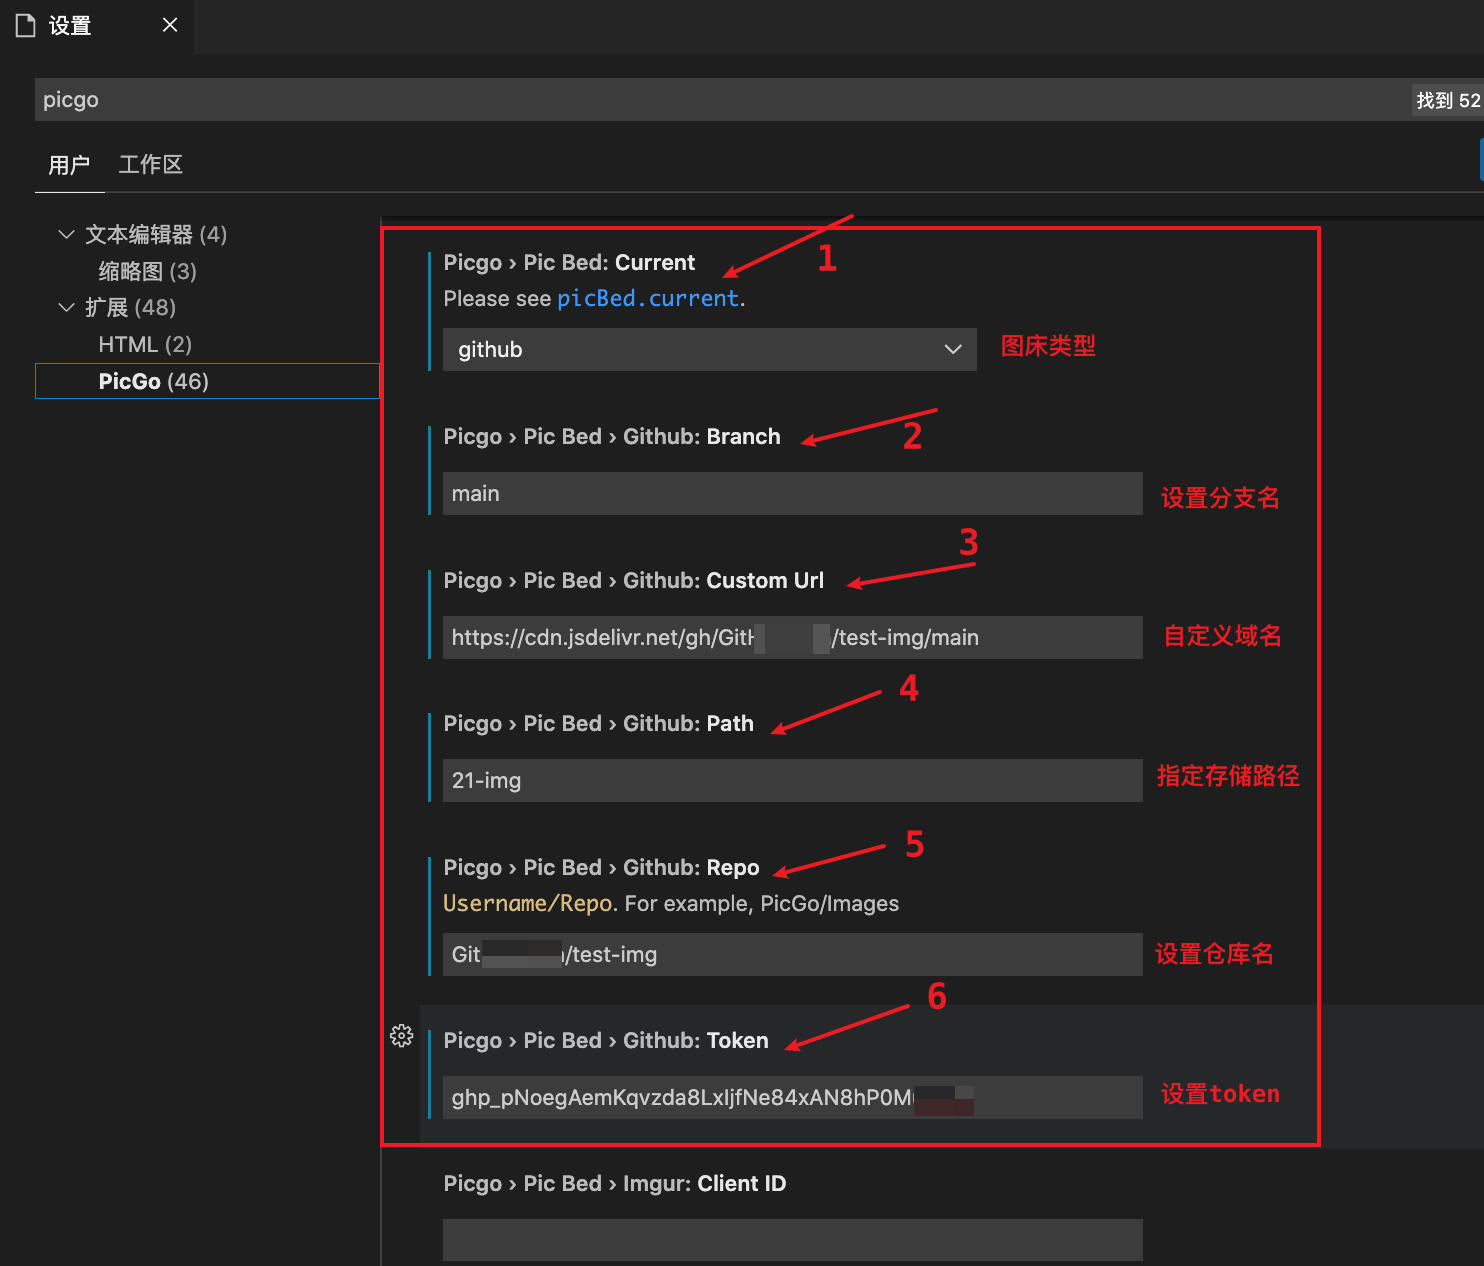 设置
picgo
找到 52
用户 工作区
文本编辑器 (4)
缩略图 (3)
扩展 (48)
HTML (2)
PicGo (46)
Picgo › Pic Bed: Current
1
Please see picBed.current.
github
图床类型
Picgo › Pic Bed › Github: Branch
2
main
设置分支名
3
Picgo › Pic Bed › Github: Custom Url
https://cdn.jsdelivr.net/gh/Git /test-img/main
自定义域名
4
Picgo › Pic Bed › Github: Path
21-img
指定存储路径
5
Picgo › Pic Bed › Github: Repo
Username/Repo. For example, PicGo/Images
Git /test-img
设置仓库名
6
Picgo › Pic Bed › Github: Token
设置token
Picgo › Pic Bed › Imgur: Client ID